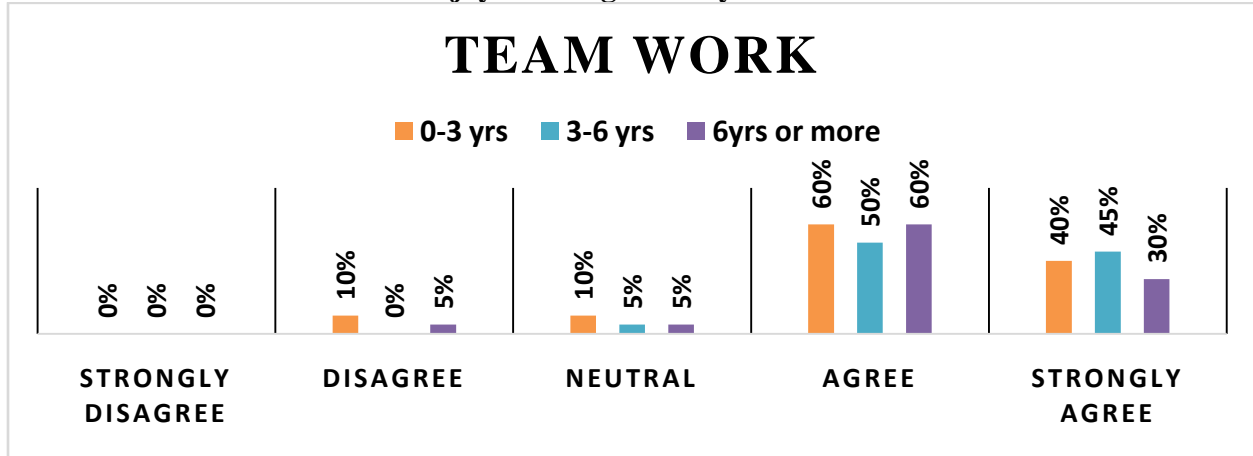 TEAM WORK
0-3 yrs 3-6 yrs 6yrs or more
0% 0% 0% 10% 0% 5% 10% 5% 5% 60% 50% 60% 40% 45% 30%
STRONGLY DISAGREE NEUTRAL AGREE STRONGLY
DISAGREE AGREE